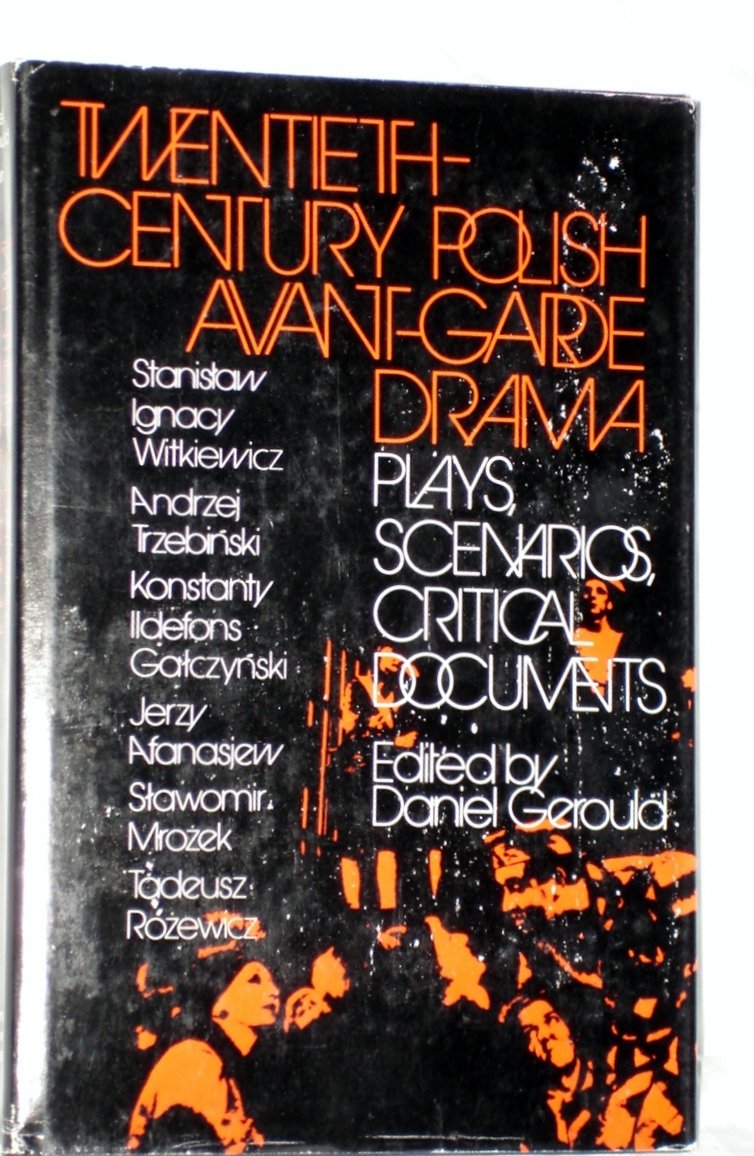 TWENTIETH-
CENTURY POLISH
AVANT-GARDE
DRAMA
PLAYS,
SCENARIOS,
CRITICAL
DOCUMENTS
Edited by
Daniel Gerould
Stanisław
Ignacy
Witkiewicz
Andrzej
Trzebiński
Konstanty
Ildefons
Gałczyński
Jerzy
Afanasjew
Sławomir
Mrożek
Tadeusz
Różewicz